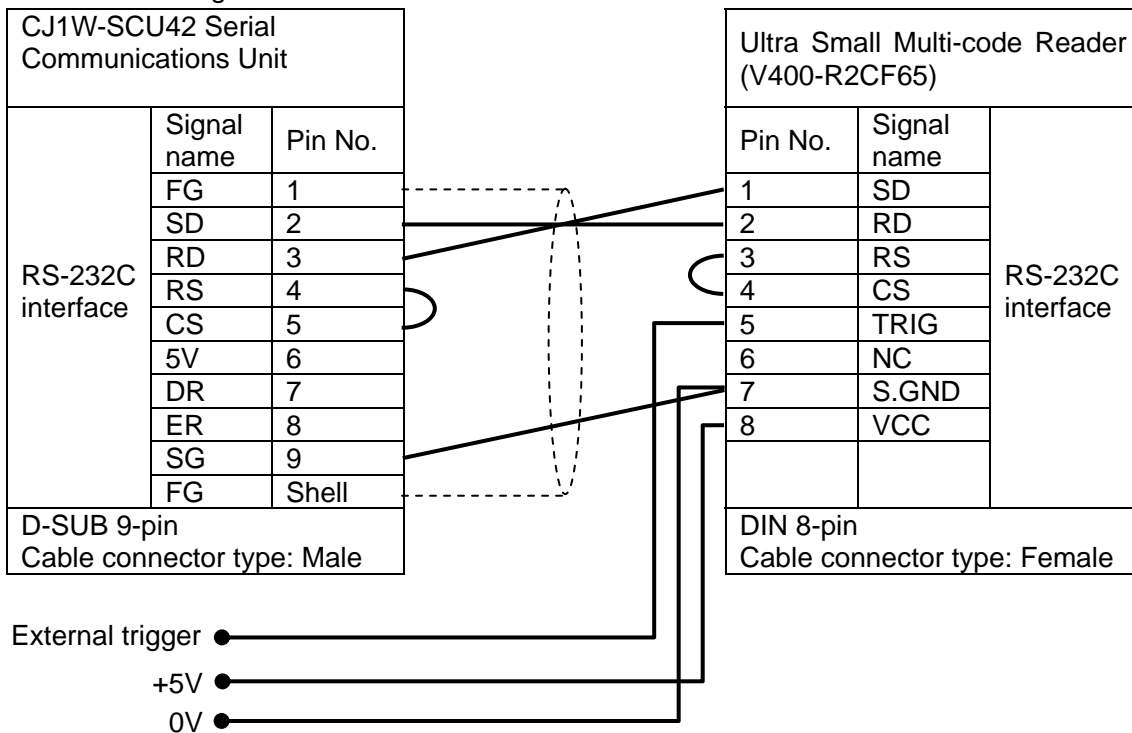 CJ1W-SCU42 Serial
Communications Unit
RS-232C
interface
Signal
name
Pin No.
FG 1
SD 2
RD 3
RS 4
CS 5
5V 6
DR 7
ER 8
SG 9
FG Shell
D-SUB 9-pin
Cable connector type: Male
Ultra Small Multi-code Reader
(V400-R2CF65)
Pin No.
Signal
name
1 SD
2 RD
3 RS
4 CS
5 TRIG
6 NC
7 S.GND
8 VCC
RS-232C
interface
DIN 8-pin
Cable connector type: Female
External trigger
+5V
0V